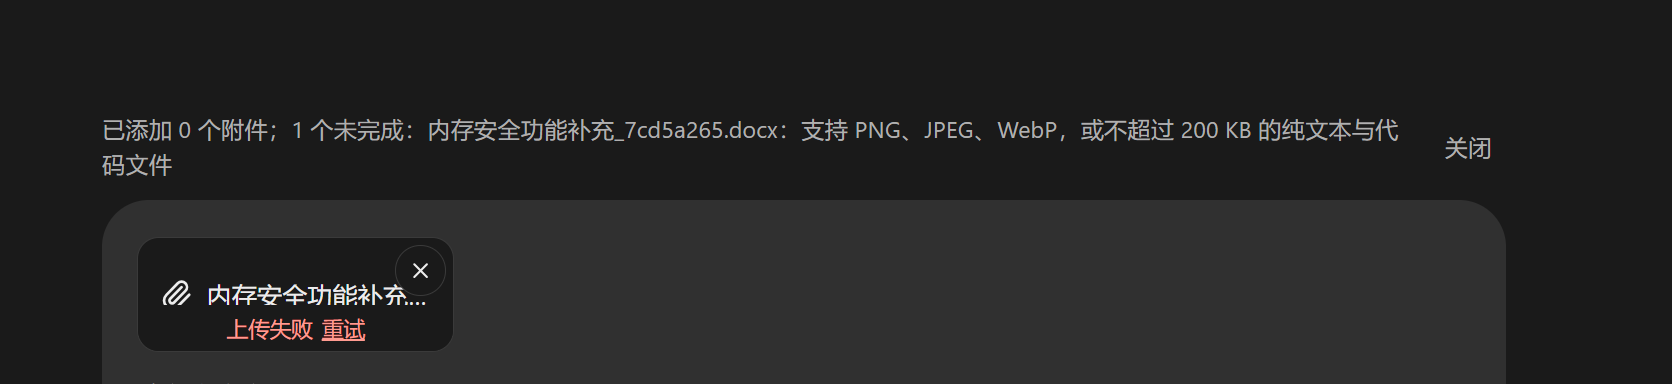 已添加 0 个附件；1 个未完成：内存安全功能补充_7cd5a265.docx：支持 PNG、JPEG、WebP，或不超过 200 KB 的纯文本与代
码文件
关闭
内存安全功能补充...
上传失败 重试